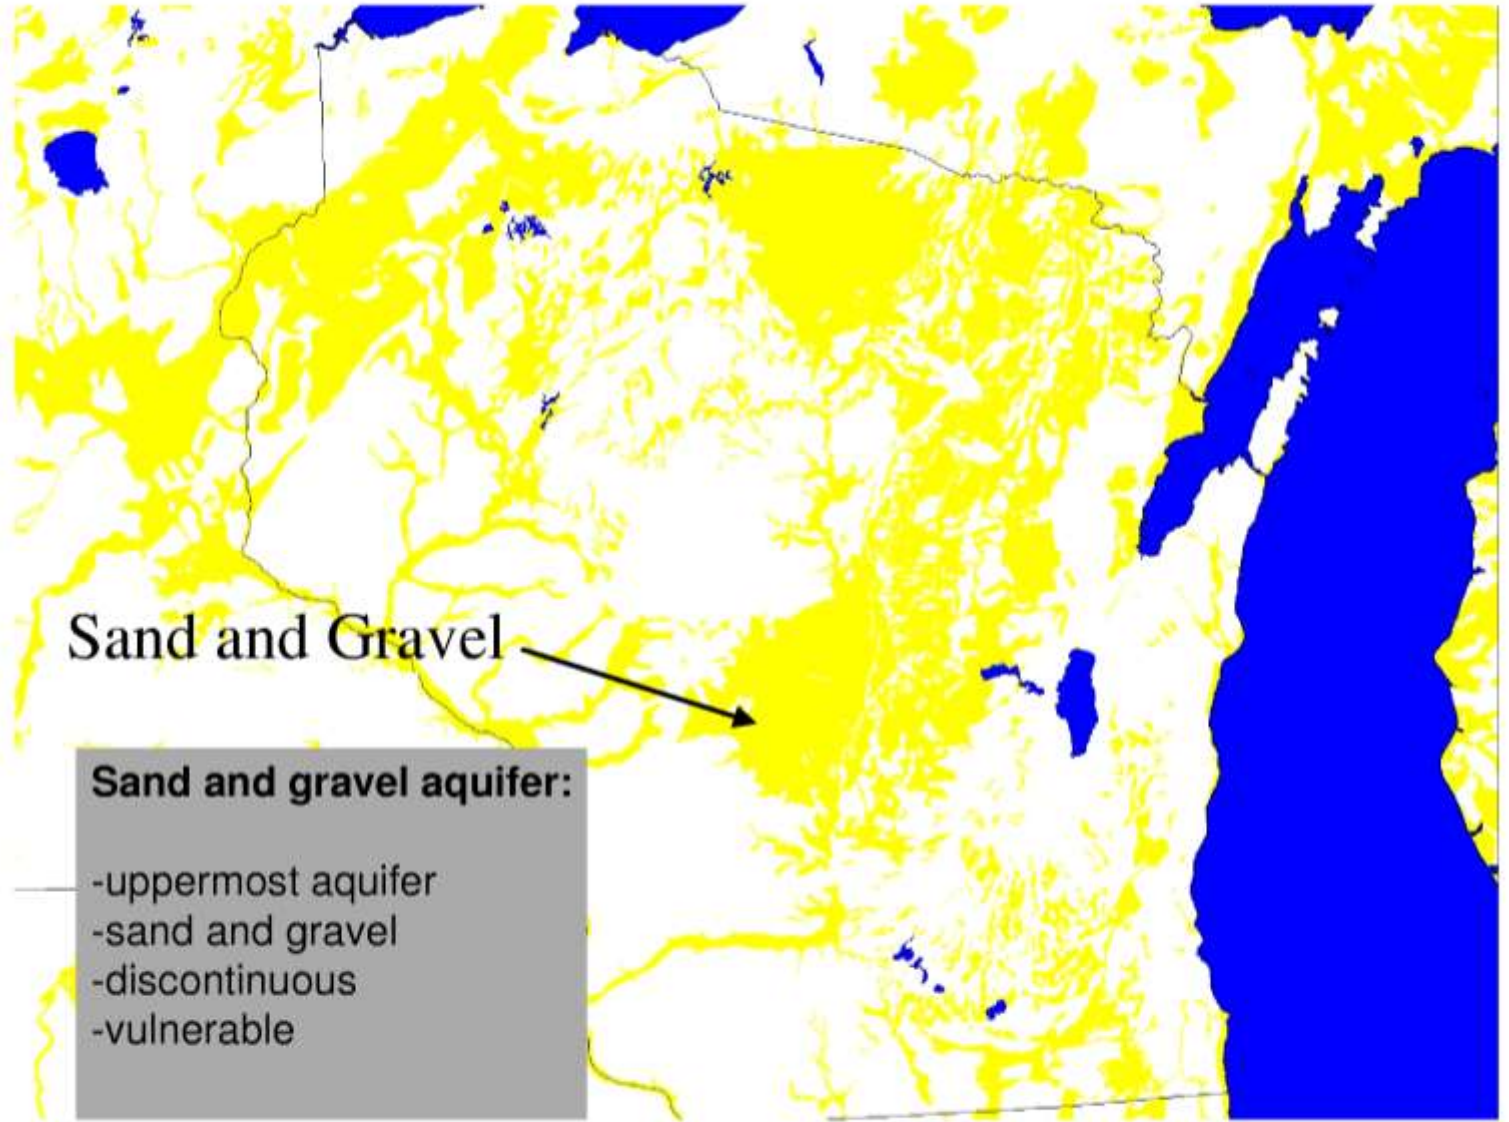 Sand and Gravel
Sand and gravel aquifer:
-uppermost aquifer
-sand and gravel
-discontinuous
-vulnerable